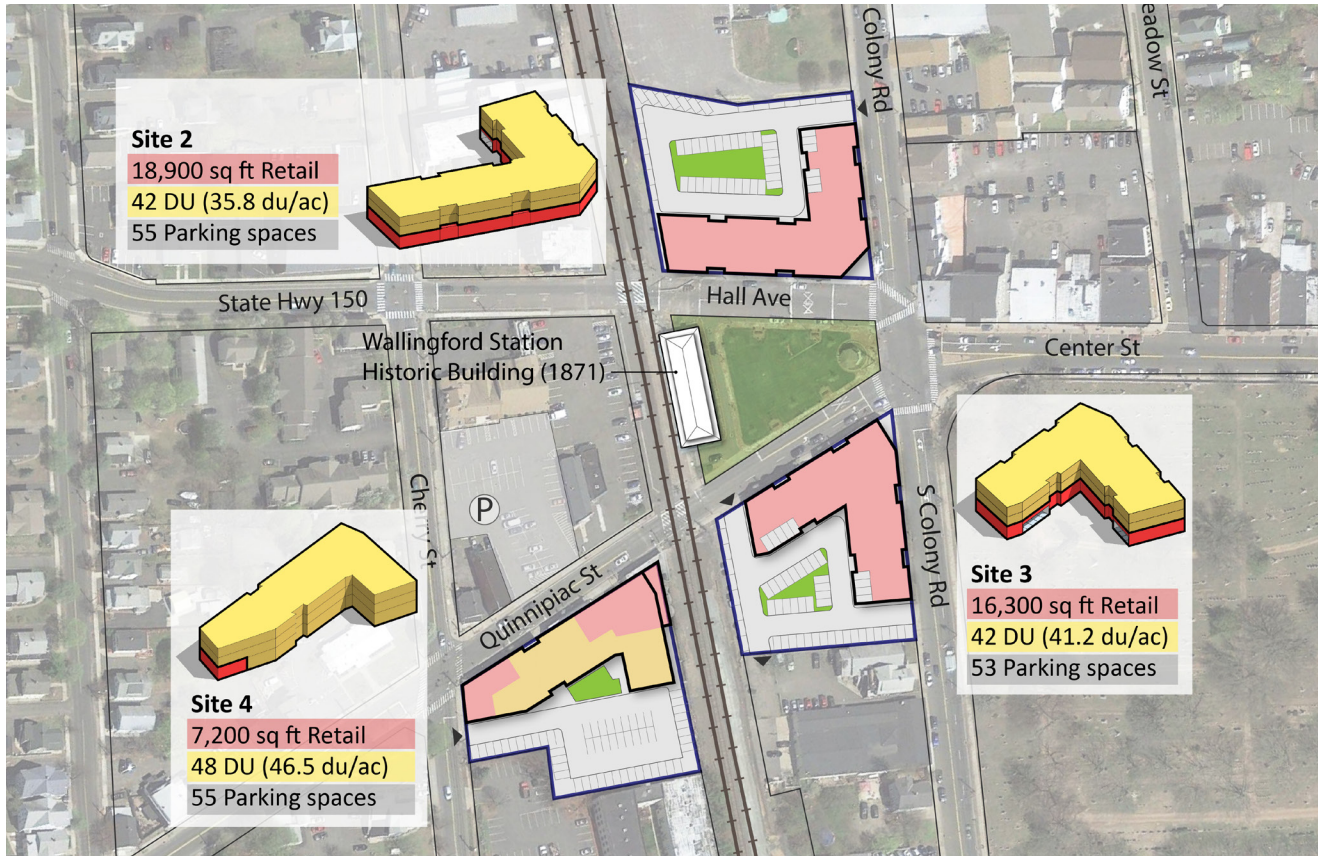 Colony Rd
eadow St
Site 2
18,900 sq ft Retail
42 DU (35.8 du/ac)
55 Parking spaces
State Hwy 150
Hall Ave
Wallingford Station
Historic Building (1871)
Center St
Cherry St
P
Quinnipiac St
S Colony Rd
Site 3
16,300 sq ft Retail
42 DU (41.2 du/ac)
53 Parking spaces
Site 4
7,200 sq ft Retail
48 DU (46.5 du/ac)
55 Parking spaces